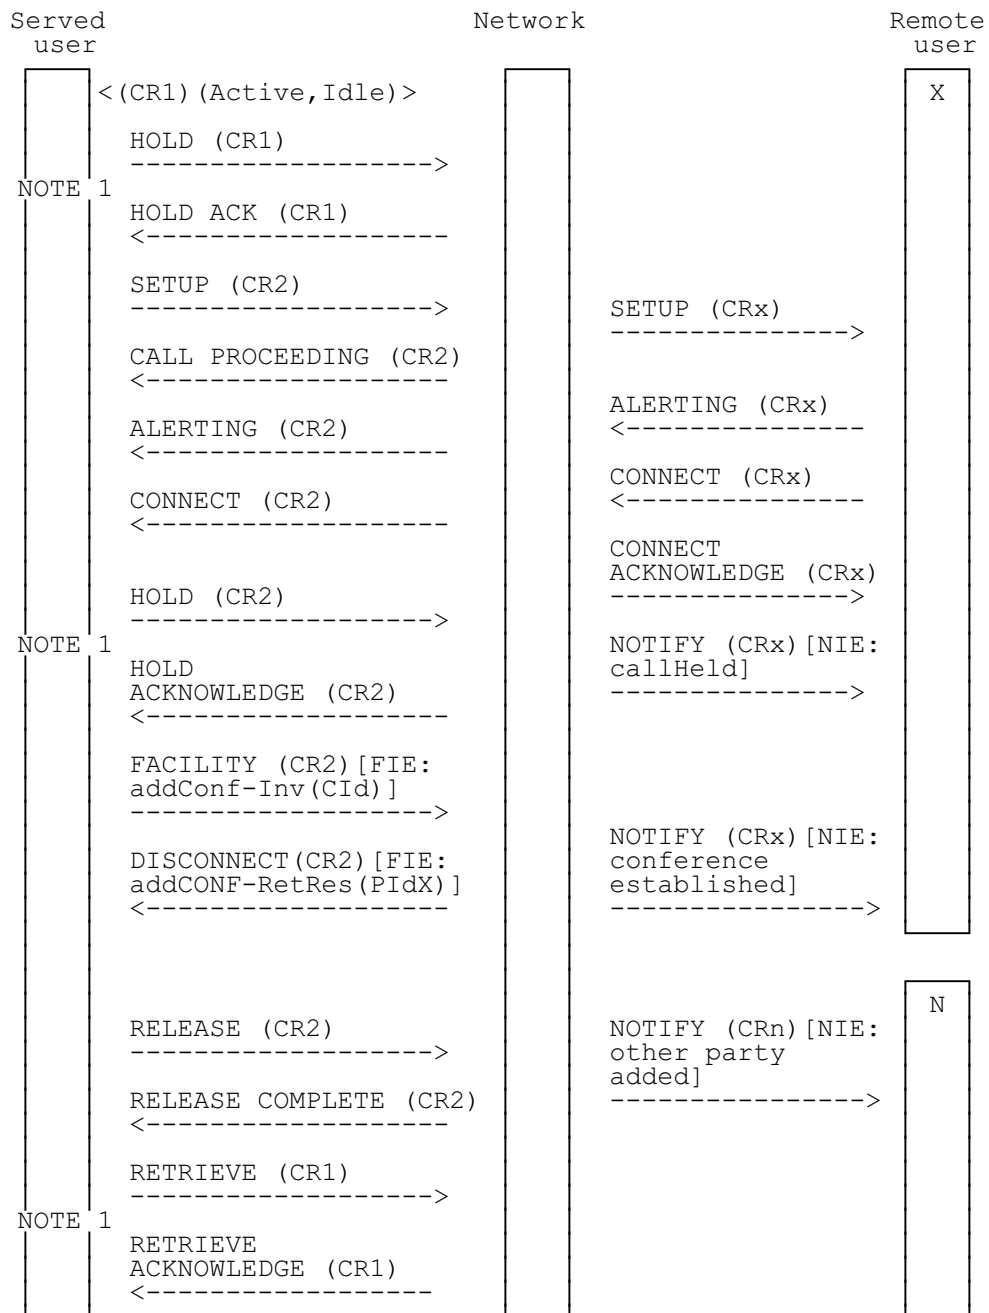 Served Network Remote
user user
<(CR1)(Active,Idle)> X
HOLD (CR1)
------------------->
NOTE 1
HOLD ACK (CR1)
<-------------------
SETUP (CR2)
-------------------> SETUP (CRx)
--------------->
CALL PROCEEDING (CR2)
<-------------------
ALERTING (CRx)
ALERTING (CR2) <---------------
<-------------------
CONNECT (CRx)
CONNECT (CR2) <---------------
<-------------------
CONNECT
ACKNOWLEDGE (CRx)
HOLD (CR2) --------------->
------------------->
NOTE 1 NOTIFY (CRx)[NIE:
HOLD callHeld]
ACKNOWLEDGE (CR2) --------------->
<-------------------
FACILITY (CR2)[FIE:
addConf-Inv(CId)]
------------------->
NOTIFY (CRx)[NIE:
DISCONNECT(CR2)[FIE: conference
addCONF-RetRes(PIdX)] established]
<------------------- ---------------->
N
RELEASE (CR2) NOTIFY (CRn)[NIE:
-------------------> other party
added]
RELEASE COMPLETE (CR2) ---------------->
<-------------------
RETRIEVE (CR1)
------------------->
NOTE 1
RETRIEVE
ACKNOWLEDGE (CR1)
<------------------